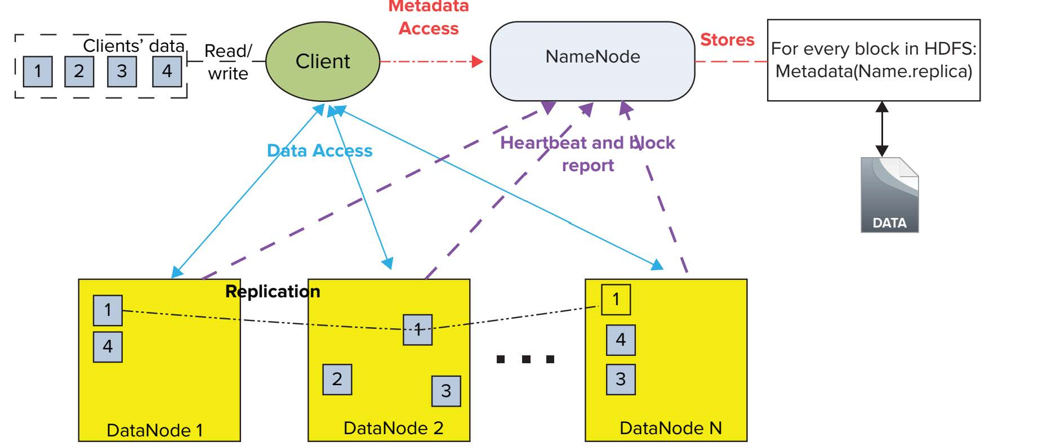 Metadata
Access
Clients' data
1 2 3 4
Read/
write
Client
NameNode
Stores
For every block in HDFS:
Metadata(Name.replica)
Data Access
Heartbeat and block
report
DATA
Replication
1
4
DataNode 1
1
2
3
DataNode 2
1
4
3
DataNode N